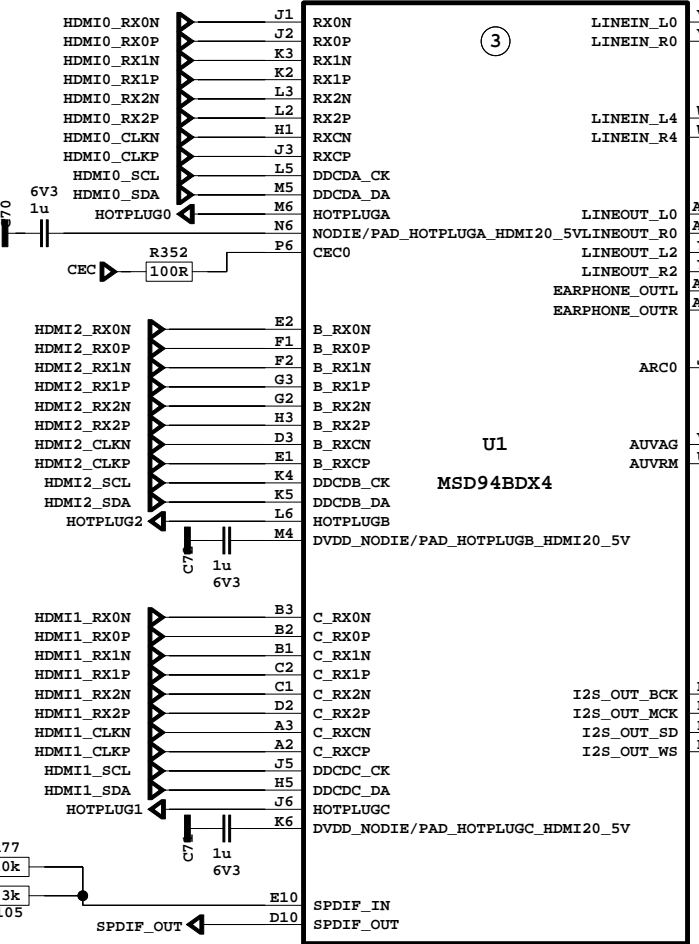 HDMI0_RX0N J1 RX0N LINEIN_L0
HDMI0_RX0P J2 RX0P LINEIN_R0
3
HDMI0_RX1N K3 RX1N
HDMI0_RX1P K2 RX1P
HDMI0_RX2N L3 RX2N
HDMI0_RX2P L2 RX2P LINEIN_L4
HDMI0_CLKN H1 RXCN LINEIN_R4
HDMI0_CLKP J3 RXCP
HDMI0_SCL L5 DDCDA_CK
HDMI0_SDA M5 DDCDA_DA
6V3
1u
HOTPLUG0 M6 HOTPLUGA LINEOUT_L0
N6 NODIE/PAD_HOTPLUGA_HDMI20_5V LINEOUT_R0
P6 CEC0 LINEOUT_L2
R352
CEC 100R LINEOUT_R2
EARPHONE_OUTL
EARPHONE_OUTR
HDMI2_RX0N E2 B_RX0N
HDMI2_RX0P F1 B_RX0P
HDMI2_RX1N F2 B_RX1N ARC0
HDMI2_RX1P G3 B_RX1P
HDMI2_RX2N G2 B_RX2N
HDMI2_RX2P H3 B_RX2P
HDMI2_CLKN D3 B_RXCN U1 AUVAG
HDMI2_CLKP E1 B_RXCP AUVRM
HDMI2_SCL K4 DDCDB_CK MSD94BDX4
HDMI2_SDA K5 DDCDB_DA
HOTPLUG2 L6 HOTPLUGB
M4 DVDD_NODIE/PAD_HOTPLUGB_HDMI20_5V
1u
6V3
HDMI1_RX0N B3 C_RX0N
HDMI1_RX0P B2 C_RX0P
HDMI1_RX1N B1 C_RX1N
HDMI1_RX1P C2 C_RX1P
HDMI1_RX2N C1 C_RX2N I2S_OUT_BCK
HDMI1_RX2P D2 C_RX2P I2S_OUT_MCK
HDMI1_CLKN A3 C_RXCN I2S_OUT_SD
HDMI1_CLKP A2 C_RXCP I2S_OUT_WS
HDMI1_SCL J5 DDCDC_CK
HDMI1_SDA H5 DDCDC_DA
HOTPLUG1 J6 HOTPLUGC
K6 DVDD_NODIE/PAD_HOTPLUGC_HDMI20_5V
1u
6V3
E10 SPDIF_IN
SPDIF_OUT D10 SPDIF_OUT